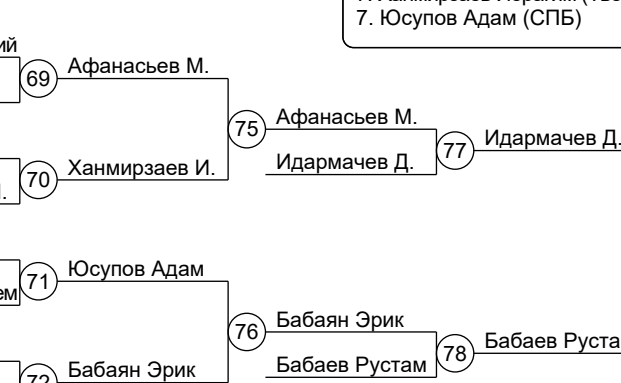 7. Юсупов Адам (СПБ)
69
Афанасьев М.
75
Афанасьев М.
77
Идармачев Д.
Идармачев Д.
70
Ханмирзаев И.
71
Юсупов Адам
76
Бабаян Эрик
78
Бабаев Рустам
72
Бабаян Эрик